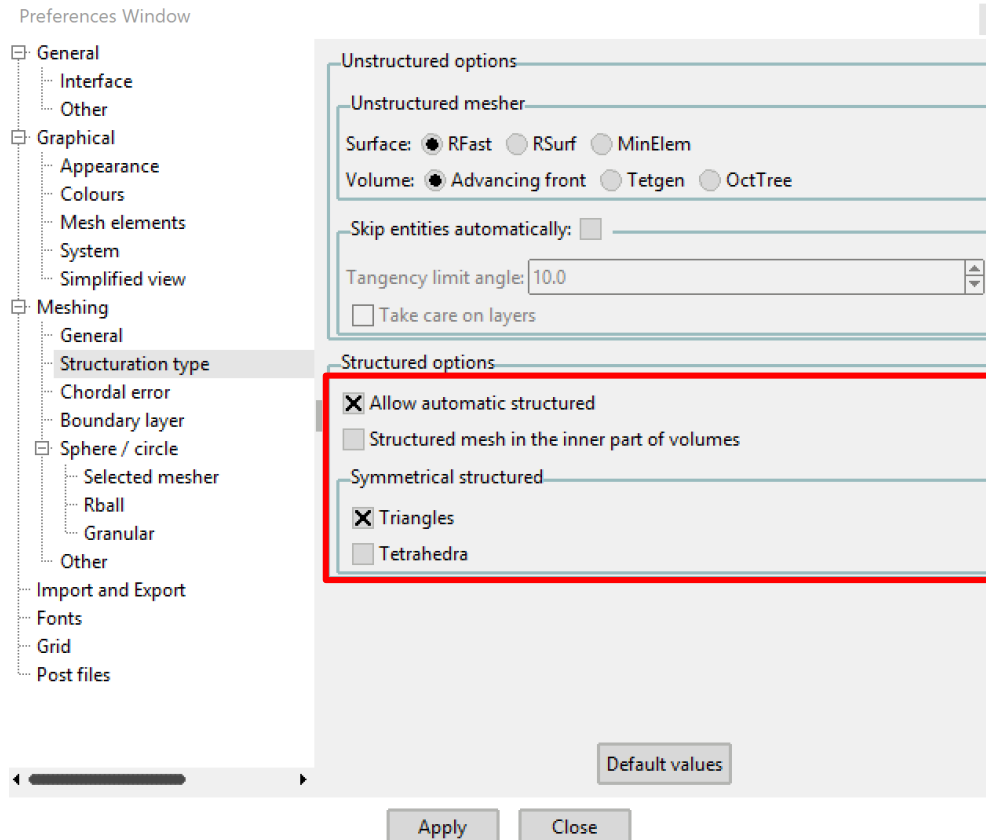 Preferences Window
General
Interface
Other
Graphical
Appearance
Colours
Mesh elements
System
Simplified view
Meshing
General
Structuration type
Chordal error
Boundary layer
Sphere / circle
Selected mesher
Rball
Granular
Other
Import and Export
Fonts
Grid
Post files
Unstructured options
Unstructured mesher
Surface: RFast RSurf MinElem
Volume: Advancing front Tetgen OctTree
Skip entities automatically:
Tangency limit angle: 10.0
Take care on layers
Structured options
Allow automatic structured
Structured mesh in the inner part of volumes
Symmetrical structured
Triangles
Tetrahedra
Default values
Apply Close